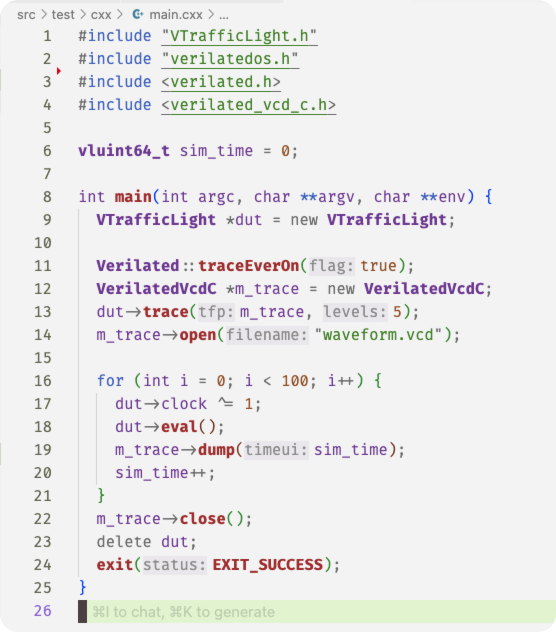 src > test > cxx > main.cxx > ...
1 #include "VTrafficLight.h"
2 #include "verilatedos.h"
3 #include <verilated.h>
4 #include <verilated_vcd_c.h>
5
6 vluint64_t sim_time = 0;
7
8 int main(int argc, char **argv, char **env) {
9   VTrafficLight *dut = new VTrafficLight;
10
11   Verilated::traceEverOn(flag: true);
12   VerilatedVcdC *m_trace = new VerilatedVcdC;
13   dut->trace(tfp: m_trace, levels: 5);
14   m_trace->open(filename: "waveform.vcd");
15
16   for (int i = 0; i < 100; i++) {
17     dut->clock ^= 1;
18     dut->eval();
19     m_trace->dump(timeui: sim_time);
20     sim_time++;
21   }
22   m_trace->close();
23   delete dut;
24   exit(status: EXIT_SUCCESS);
25 }
26 ⌘I to chat, ⌘K to generate